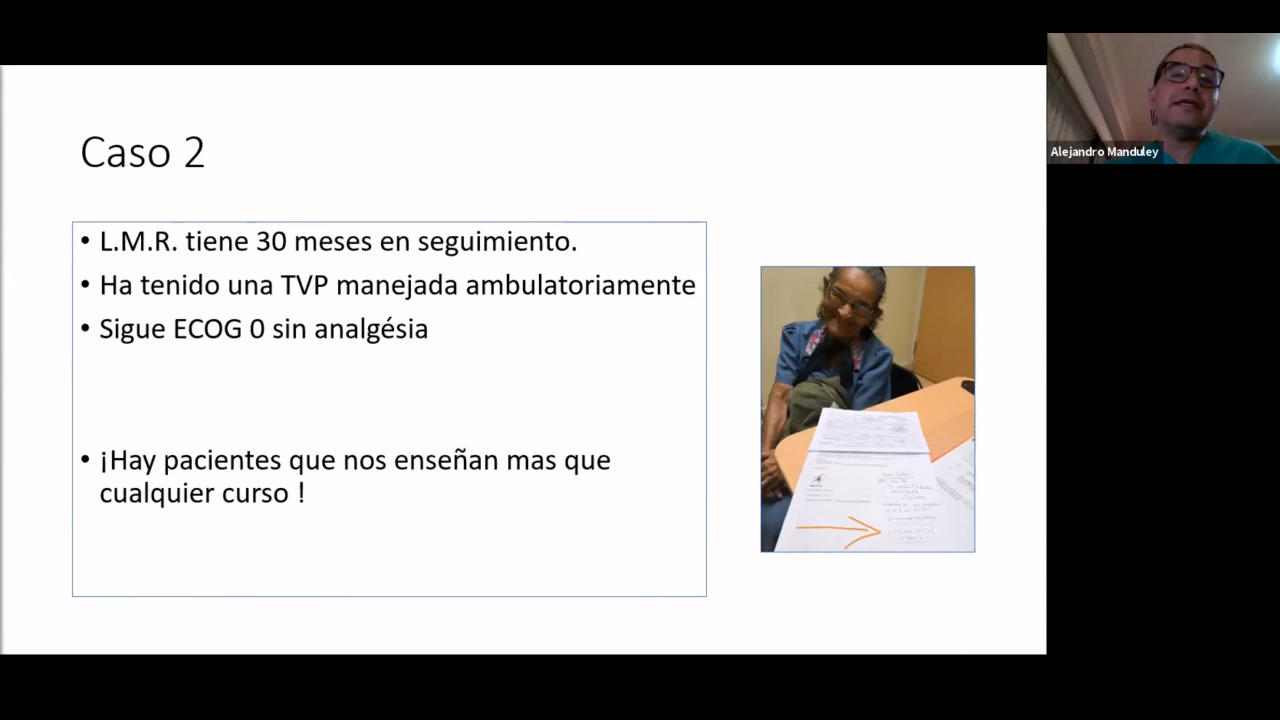 Caso 2
• L.M.R. tiene 30 meses en seguimiento.
• Ha tenido una TVP manejada ambulatoriamente
• Sigue ECOG 0 sin analgésia
• ¡Hay pacientes que nos enseñan mas que
cualquier curso !
Alejandro Manduley